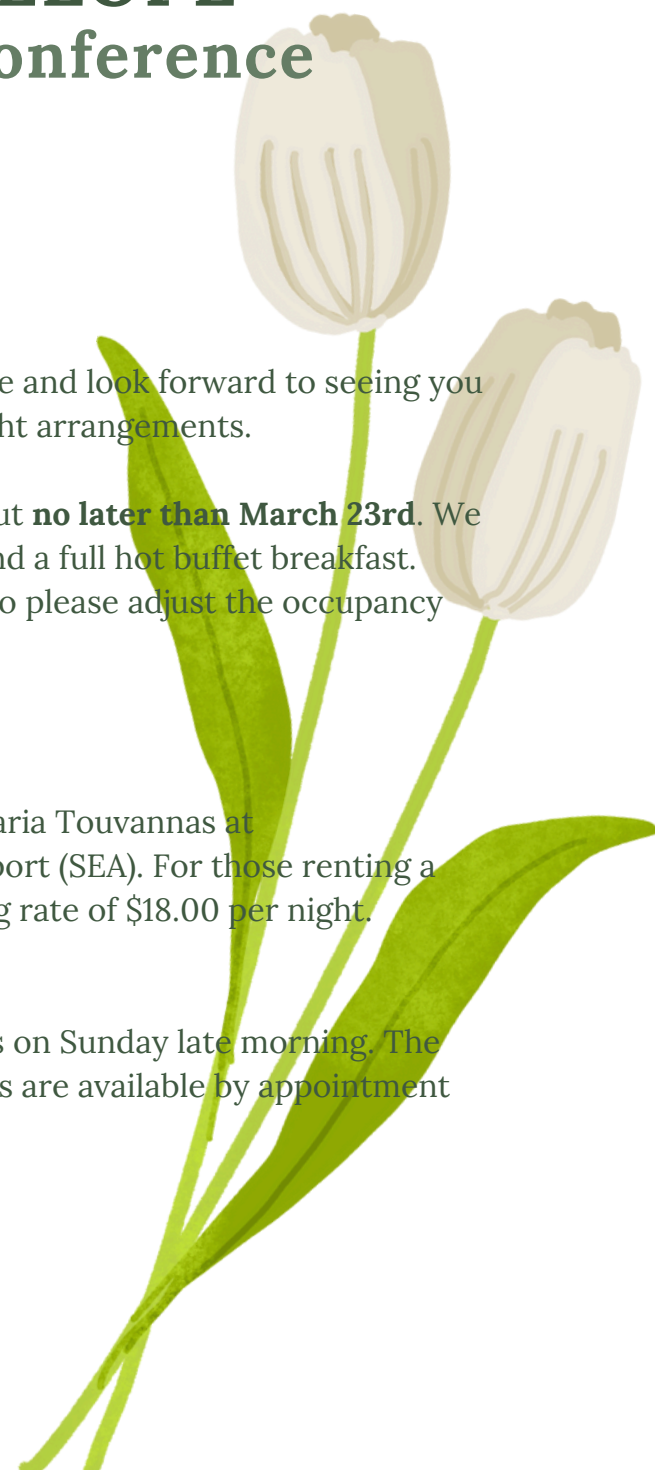 onference
e and look forward to seeing you
ht arrangements.
ut no later than March 23rd. We
nd a full hot buffet breakfast.
o please adjust the occupancy
aria Touvannas at
port (SEA). For those renting a
g rate of $18.00 per night.
s on Sunday late morning. The
s are available by appointment